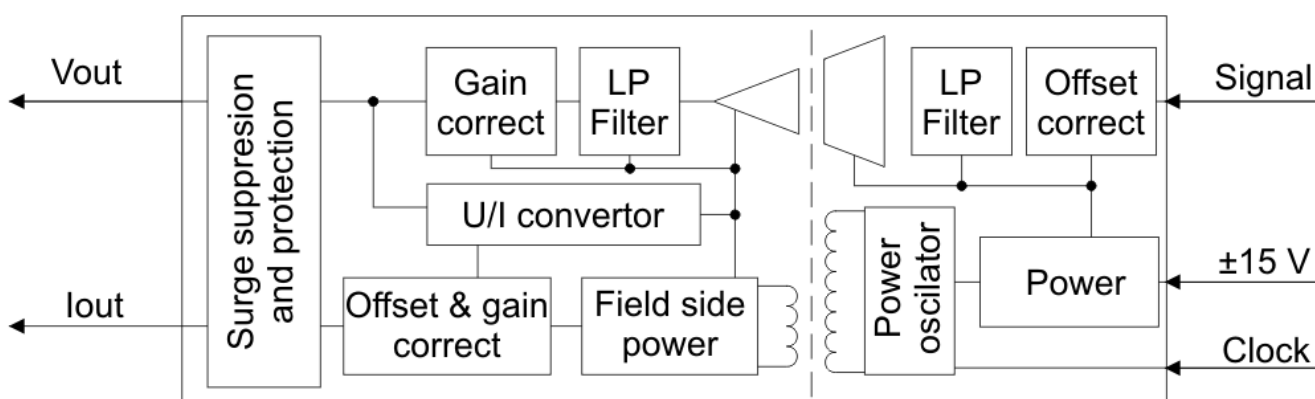 Vout
Iout
Surge suppresion
and protection
Gain
correct
LP
Filter
U/I convertor
Offset & gain
correct
Field side
power
LP
Filter
Offset
correct
Power
oscilator
Power
Signal
±15 V
Clock